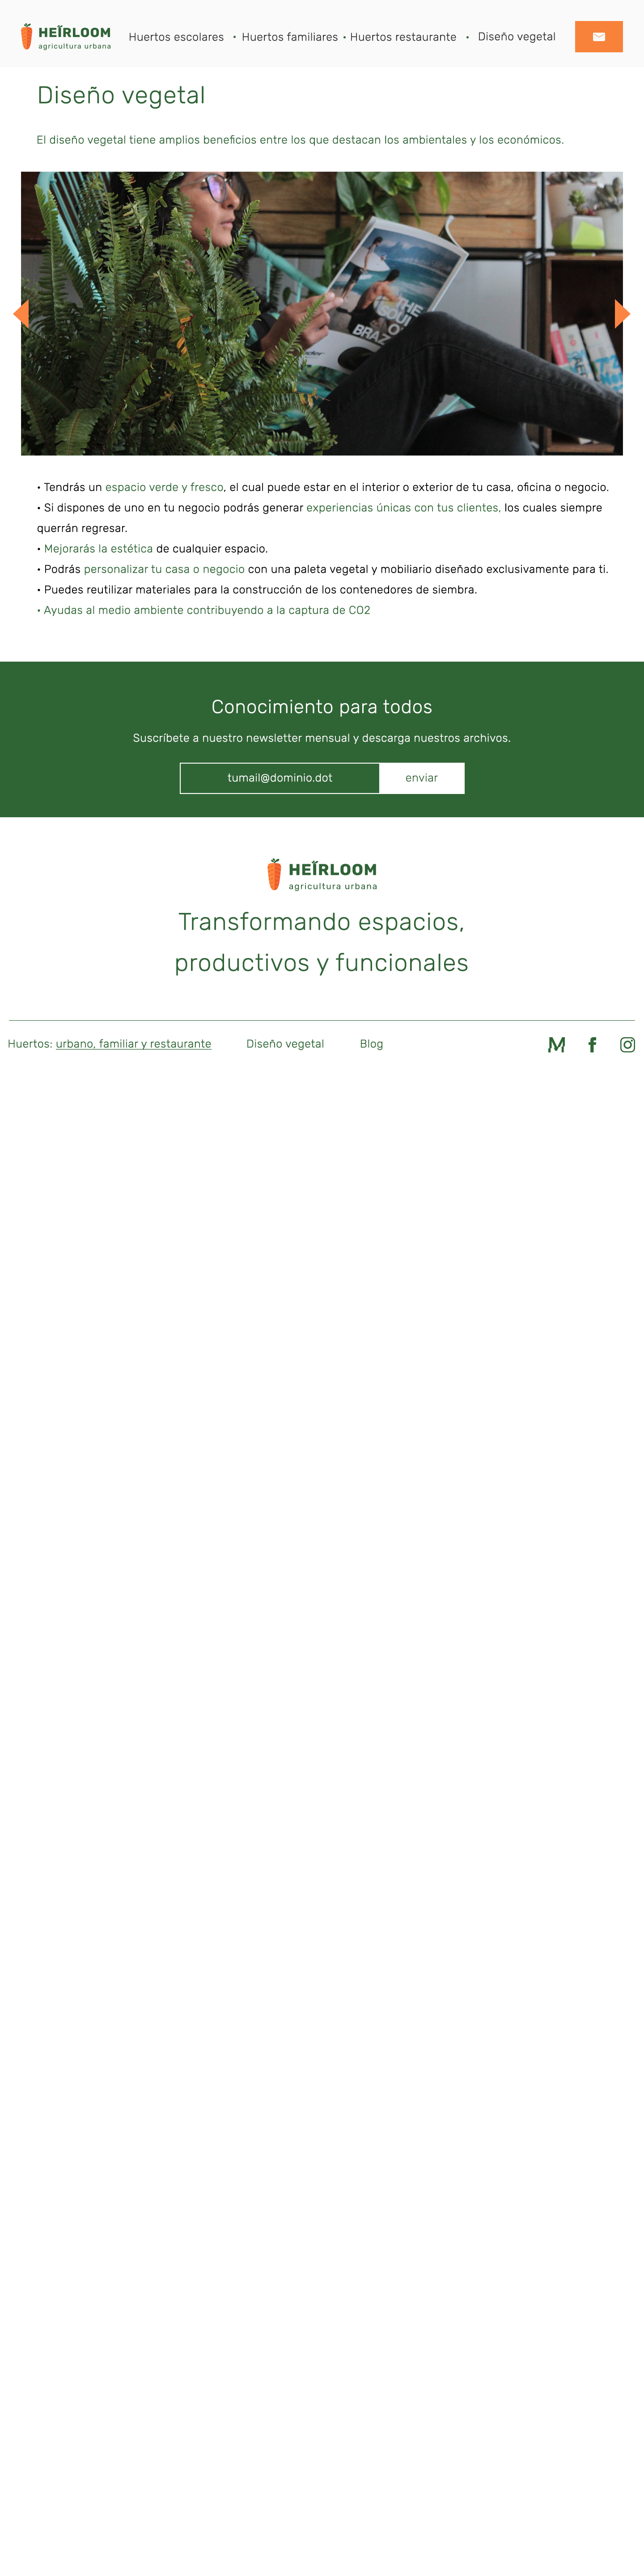 HEIRLOOM
agricultura urbana
Huertos escolares • Huertos familiares • Huertos restaurante • Diseño vegetal
Diseño vegetal
El diseño vegetal tiene amplios beneficios entre los que destacan los ambientales y los económicos.
THE
SOUL
BRAZ
• Tendrás un espacio verde y fresco, el cual puede estar en el interior o exterior de tu casa, oficina o negocio.
• Si dispones de uno en tu negocio podrás generar experiencias únicas con tus clientes, los cuales siempre
querrán regresar.
• Mejorarás la estética de cualquier espacio.
• Podrás personalizar tu casa o negocio con una paleta vegetal y mobiliario diseñado exclusivamente para ti.
• Puedes reutilizar materiales para la construcción de los contenedores de siembra.
• Ayudas al medio ambiente contribuyendo a la captura de CO2
Conocimiento para todos
Suscríbete a nuestro newsletter mensual y descarga nuestros archivos.
tumail@dominio.dot
enviar
HEIRLOOM
agricultura urbana
Transformando espacios,
productivos y funcionales
Huertos: urbano, familiar y restaurante Diseño vegetal Blog